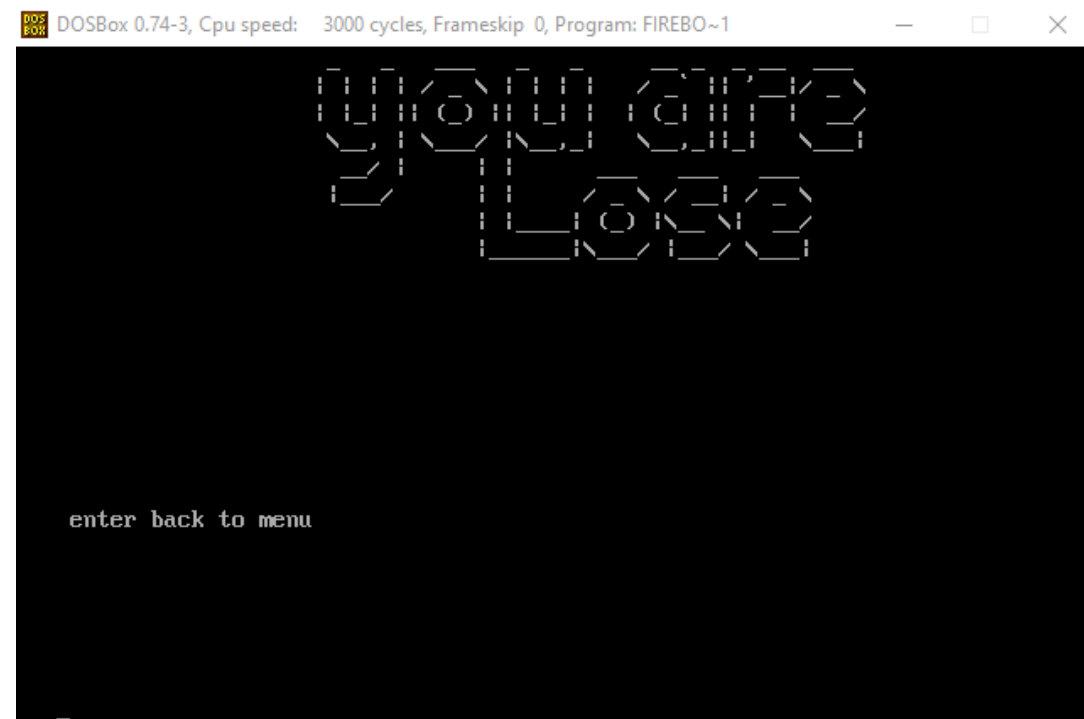 DOSBox 0.74-3, Cpu speed: 3000 cycles, Frameskip 0, Program: FIREBO~1
you are
Lose
enter back to menu